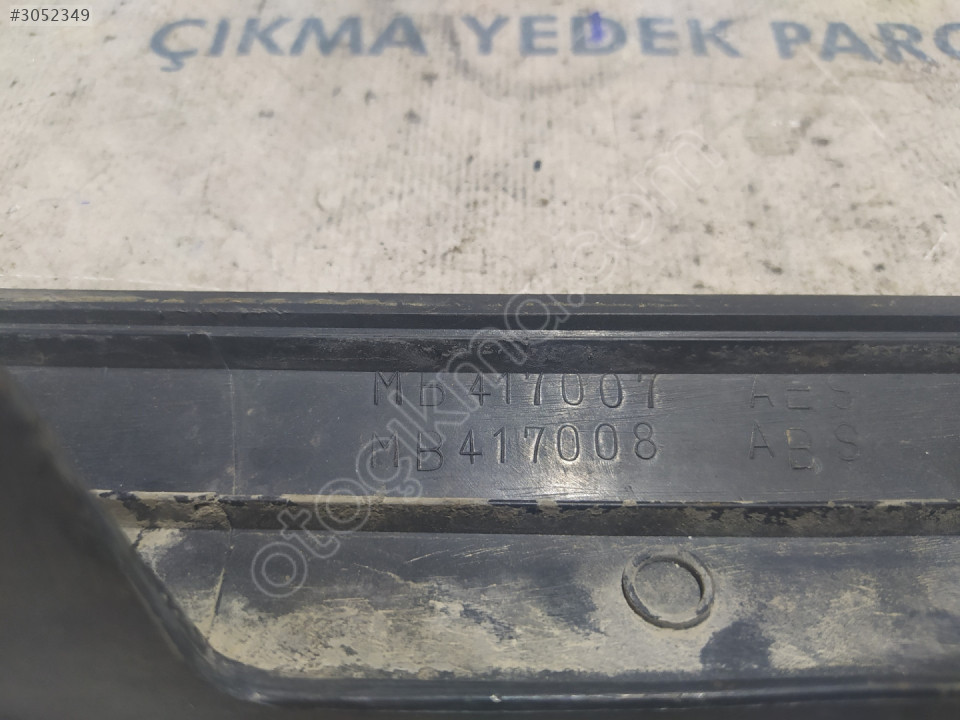 #3052349
ÇIKMA YEDEK PARÇ
otoçıkma.com
MB417007 ABS
MB417008 ABS